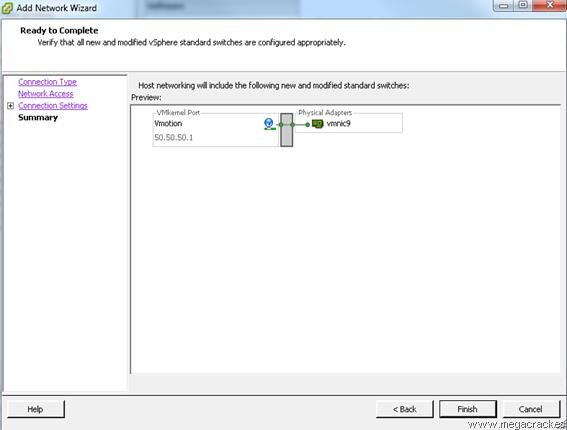 Add Network Wizard
Ready to Complete
Verify that all new and modified vSphere standard switches are configured appropriately.
Connection Type
Network Access
Connection Settings
Summary
Host networking will include the following new and modified standard switches:
Preview:
VMkernel Port
Physical Adapters
Vmotion
vmnic9
50.50.50.1
Help
< Back
Finish
Cancel
www.megacracked